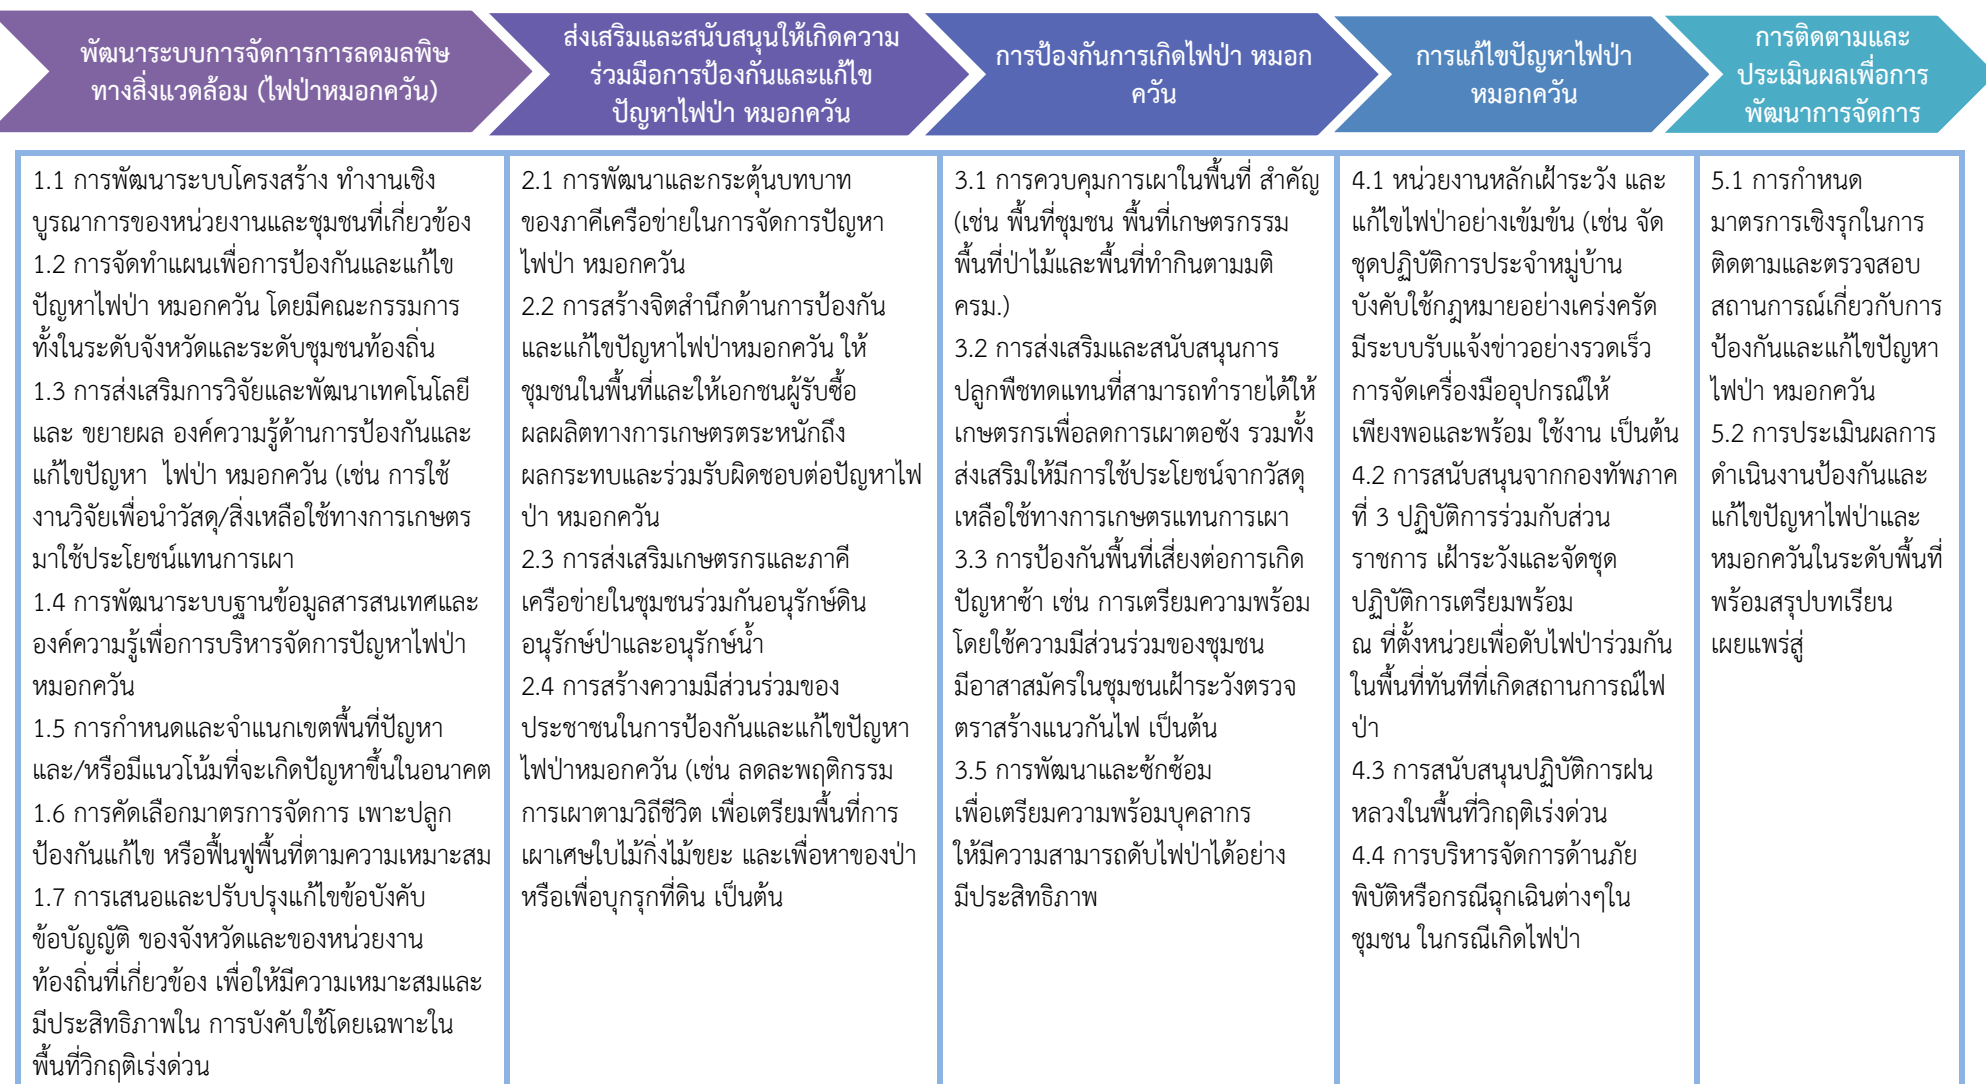 พัฒนาระบบการจัดการการลดมลพิษ
ทางสิ่งแวดล้อม (ไฟป่าหมอกควัน)
ส่งเสริมและสนับสนุนให้เกิดความ
ร่วมมือการป้องกันและแก้ไข
ปัญหาไฟป่า หมอกควัน
การป้องกันการเกิดไฟป่า หมอก
ควัน
การแก้ไขปัญหาไฟป่า
หมอกควัน
การติดตามและ
ประเมินผลเพื่อการ
พัฒนาการจัดการ
1.1 การพัฒนาระบบโครงสร้าง ทำงานเชิง
บูรณาการของหน่วยงานและชุมชนที่เกี่ยวข้อง
1.2 การจัดทำแผนเพื่อการป้องกันและแก้ไข
ปัญหาไฟป่า หมอกควัน โดยมีคณะกรรมการ
ทั้งในระดับจังหวัดและระดับชุมชนท้องถิ่น
1.3 การส่งเสริมการวิจัยและพัฒนาเทคโนโลยี
และ ขยายผล องค์ความรู้ด้านการป้องกันและ
แก้ไขปัญหา  ไฟป่า หมอกควัน (เช่น การใช้
งานวิจัยเพื่อนำวัสดุ/สิ่งเหลือใช้ทางการเกษตร
มาใช้ประโยชน์แทนการเผา
1.4 การพัฒนาระบบฐานข้อมูลสารสนเทศและ
องค์ความรู้เพื่อการบริหารจัดการปัญหาไฟป่า
หมอกควัน
1.5 การกำหนดและจำแนกเขตพื้นที่ปัญหา
และ/หรือมีแนวโน้มที่จะเกิดปัญหาขึ้นในอนาคต
1.6 การคัดเลือกมาตรการจัดการ เพาะปลูก
ป้องกันแก้ไข หรือฟื้นฟูพื้นที่ตามความเหมาะสม
1.7 การเสนอและปรับปรุงแก้ไขข้อบังคับ
ข้อบัญญัติ ของจังหวัดและของหน่วยงาน
ท้องถิ่นที่เกี่ยวข้อง เพื่อให้มีความเหมาะสมและ
มีประสิทธิภาพใน การบังคับใช้โดยเฉพาะใน
พื้นที่วิกฤติเร่งด่วน
2.1 การพัฒนาและกระตุ้นบทบาท
ของภาคีเครือข่ายในการจัดการปัญหา
ไฟป่า หมอกควัน
2.2 การสร้างจิตสำนึกด้านการป้องกัน
และแก้ไขปัญหาไฟป่าหมอกควัน ให้
ชุมชนในพื้นที่และให้เอกชนผู้รับซื้อ
ผลผลิตทางการเกษตรตระหนักถึง
ผลกระทบและร่วมรับผิดชอบต่อปัญหาไฟ
ป่า หมอกควัน
2.3 การส่งเสริมเกษตรกรและภาคี
เครือข่ายในชุมชนร่วมกันอนุรักษ์ดิน
อนุรักษ์ป่าและอนุรักษ์น้ำ
2.4 การสร้างความมีส่วนร่วมของ
ประชาชนในการป้องกันและแก้ไขปัญหา
ไฟป่าหมอกควัน (เช่น ลดละพฤติกรรม
การเผาตามวิถีชีวิต เพื่อเตรียมพื้นที่การ
เผาเศษใบไม้กิ่งไม้ขยะ และเพื่อหาของป่า
หรือเพื่อบุกรุกที่ดิน เป็นต้น
3.1 การควบคุมการเผาในพื้นที่ สำคัญ
(เช่น พื้นที่ชุมชน พื้นที่เกษตรกรรม
พื้นที่ป่าไม้และพื้นที่ทำกินตามมติ
ครม.)
3.2 การส่งเสริมและสนับสนุนการ
ปลูกพืชทดแทนที่สามารถทำรายได้ให้
เกษตรกรเพื่อลดการเผาตอซัง รวมทั้ง
ส่งเสริมให้มีการใช้ประโยชน์จากวัสดุ
เหลือใช้ทางการเกษตรแทนการเผา
3.3 การป้องกันพื้นที่เสี่ยงต่อการเกิด
ปัญหาซ้ำ เช่น การเตรียมความพร้อม
โดยใช้ความมีส่วนร่วมของชุมชน
มีอาสาสมัครในชุมชนเฝ้าระวังตรวจ
ตราสร้างแนวกันไฟ เป็นต้น
3.5 การพัฒนาและซักซ้อม
เพื่อเตรียมความพร้อมบุคลากร
ให้มีความสามารถดับไฟป่าได้อย่าง
มีประสิทธิภาพ
4.1 หน่วยงานหลักเฝ้าระวัง และ
แก้ไขไฟป่าอย่างเข้มข้น (เช่น จัด
ชุดปฏิบัติการประจำหมู่บ้าน
บังคับใช้กฎหมายอย่างเคร่งครัด
มีระบบรับแจ้งข่าวอย่างรวดเร็ว
การจัดเครื่องมืออุปกรณ์ให้
เพียงพอและพร้อม ใช้งาน เป็นต้น
4.2 การสนับสนุนจากกองทัพภาค
ที่ 3 ปฏิบัติการร่วมกับส่วน
ราชการ เฝ้าระวังและจัดชุด
ปฏิบัติการเตรียมพร้อม
ณ ที่ตั้งหน่วยเพื่อดับไฟป่าร่วมกัน
ในพื้นที่ทันทีที่เกิดสถานการณ์ไฟ
ป่า
4.3 การสนับสนุนปฏิบัติการฝน
หลวงในพื้นที่วิกฤติเร่งด่วน
4.4 การบริหารจัดการด้านภัย
พิบัติหรือกรณีฉุกเฉินต่างๆใน
ชุมชน ในกรณีเกิดไฟป่า
5.1 การกำหนด
มาตรการเชิงรุกในการ
ติดตามและตรวจสอบ
สถานการณ์เกี่ยวกับการ
ป้องกันและแก้ไขปัญหา
ไฟป่า หมอกควัน
5.2 การประเมินผลการ
ดำเนินงานป้องกันและ
แก้ไขปัญหาไฟป่าและ
หมอกควันในระดับพื้นที่
พร้อมสรุปบทเรียน
เผยแพร่สู่